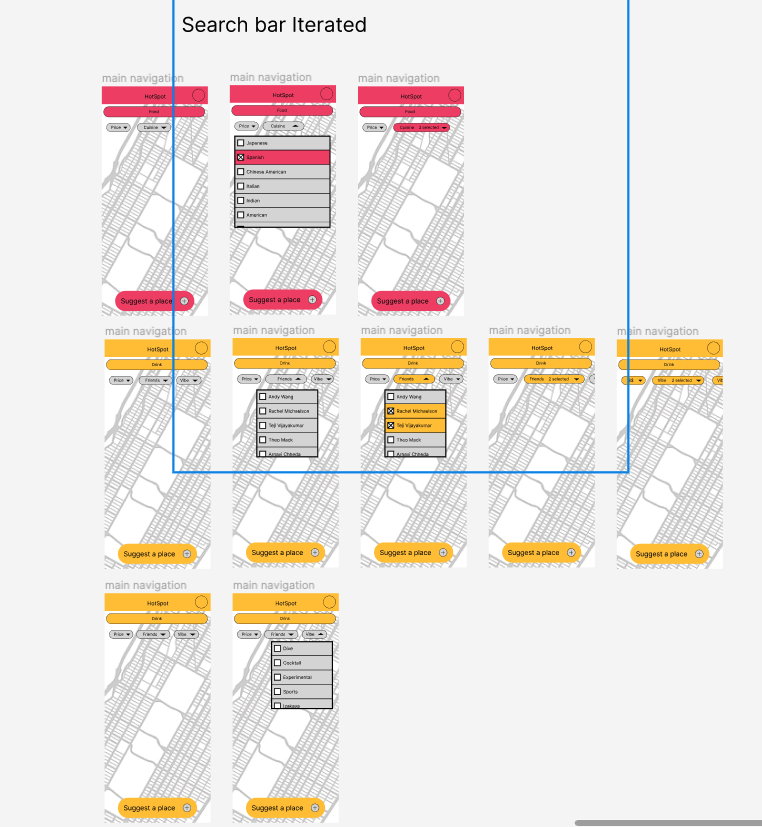 Search bar Iterated
main navigation
main navigation
main navigation
HotSpot
HotSpot
HotSpot
Food
Food
Food
Price
Cuisine
Price
Cuisine
Price
Cuisine 2 selected
Japanese
Spanish
Chinese American
Italian
Indian
American
Suggest a place
Suggest a place
Suggest a place
main navigation
main navigation
main navigation
main navigation
main navigation
HotSpot
HotSpot
HotSpot
HotSpot
HotSpot
Drink
Drink
Drink
Drink
Drink
Price
Friends
Vibe
Price
Friends
Vibe
Price
Friends
Vibe
Price
Friends 2 selected
Vibe 2 selected
Andy Wang
Rachel Michaelson
Teji Vijayakumar
Theo Mack
Arnavi Chheda
Andy Wang
Rachel Michaelson
Teji Vijayakumar
Theo Mack
Arnavi Chheda
Suggest a place
Suggest a place
Suggest a place
Suggest a place
Suggest a place
main navigation
main navigation
HotSpot
HotSpot
Drink
Drink
Price
Friends
Vibe
Price
Friends
Vibe
Dive
Cocktail
Experimental
Sports
Izakaya
Suggest a place
Suggest a place